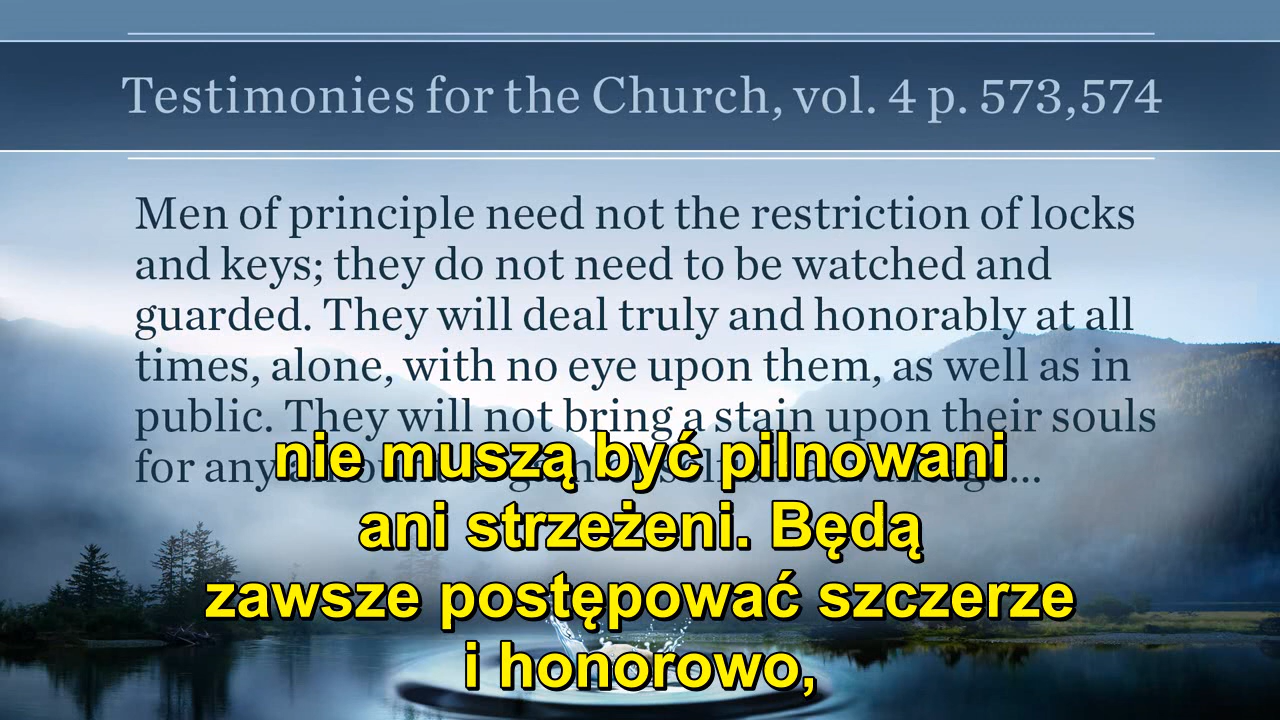 Testimonies for the Church, vol. 4 p. 573,574
Men of principle need not the restriction of locks
and keys; they do not need to be watched and
guarded. They will deal truly and honorably at all
times, alone, with no eye upon them, as well as in
public. They will not bring a stain upon their souls
for any
nie muszą być pilnowani
ani strzeżeni. Będą
zawsze postępować szczerze
i honorowo,